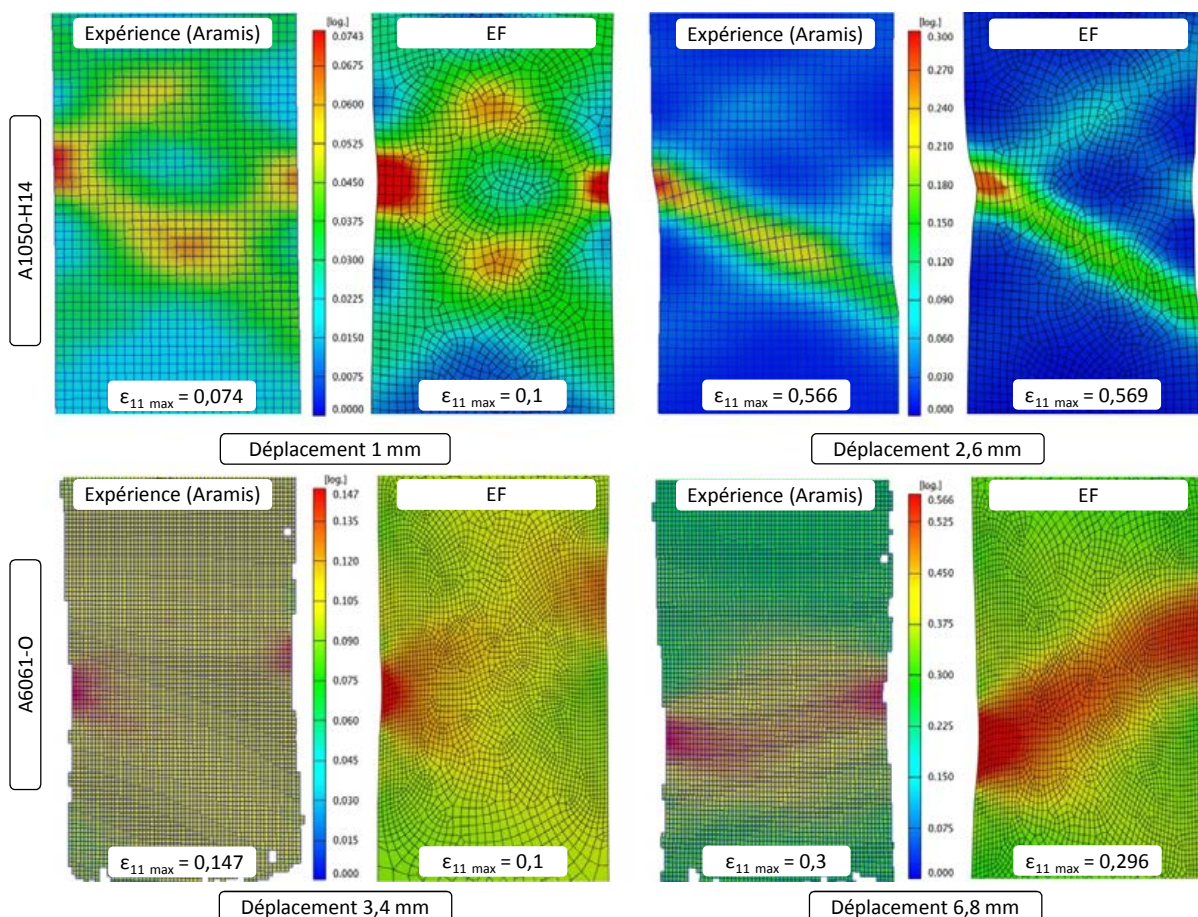 Expérience (Aramis)
[log.]
0.0743
0.0675
0.0600
0.0525
0.0450
0.0375
0.0300
0.0225
0.0150
0.0075
0.0000
EF
Expérience (Aramis)
[log.]
0.300
0.270
0.240
0.210
0.180
0.150
0.120
0.090
0.060
0.030
0.000
EF
A1050-H14
ε11 max = 0,074
ε11 max = 0,1
ε11 max = 0,566
ε11 max = 0,569
Déplacement 1 mm
Déplacement 2,6 mm
Expérience (Aramis)
[log.]
0.147
0.135
0.120
0.105
0.090
0.075
0.060
0.045
0.030
0.015
0.000
EF
Expérience (Aramis)
[log.]
0.566
0.525
0.450
0.375
0.300
0.225
0.150
0.075
0.000
EF
A6061-O
ε11 max = 0,147
ε11 max = 0,1
ε11 max = 0,3
ε11 max = 0,296
Déplacement 3,4 mm
Déplacement 6,8 mm